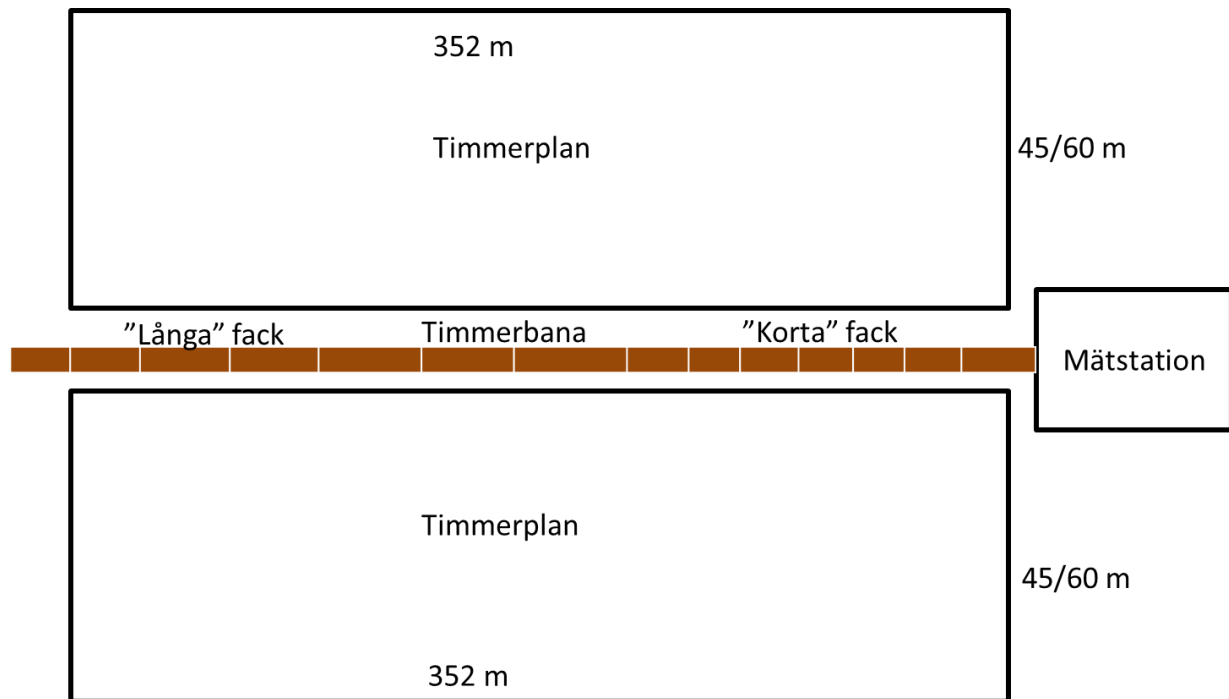 352 m
Timmerplan
45/60 m
”Långa” fack
Timmerbana
”Korta” fack
Mätstation
Timmerplan
45/60 m
352 m